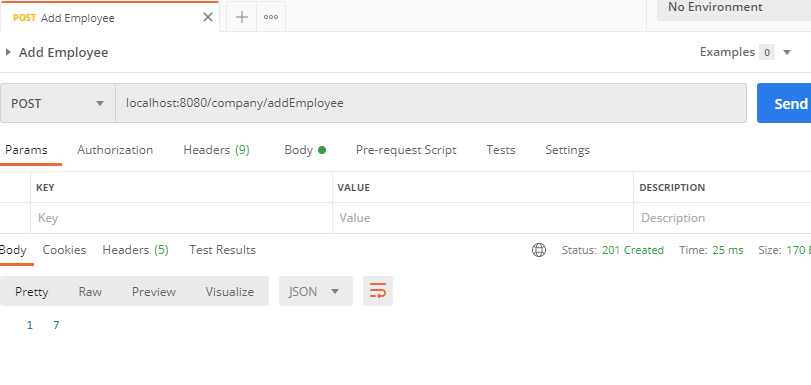 POST Add Employee
No Environment
Add Employee
Examples 0
POST localhost:8080/company/addEmployee Send
Params Authorization Headers (9) Body Pre-request Script Tests Settings
KEY VALUE DESCRIPTION
Key Value Description
Body Cookies Headers (5) Test Results Status: 201 Created Time: 25 ms Size: 170
Pretty Raw Preview Visualize JSON
1 7